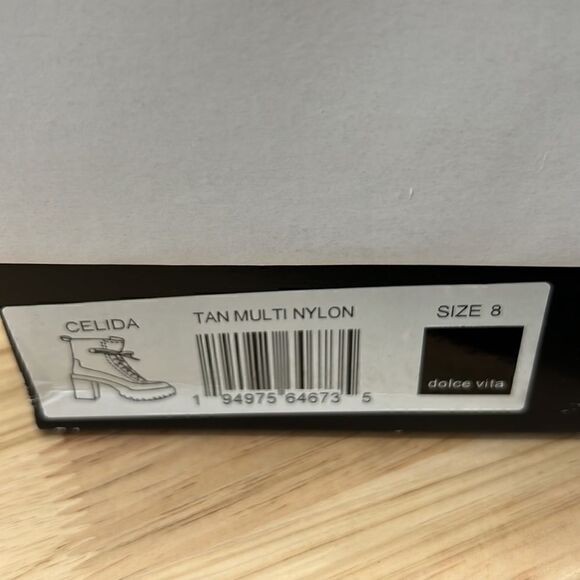 CELIDA
TAN MULTI NYLON
1 94975 64673 5
SIZE 8
dolce vita